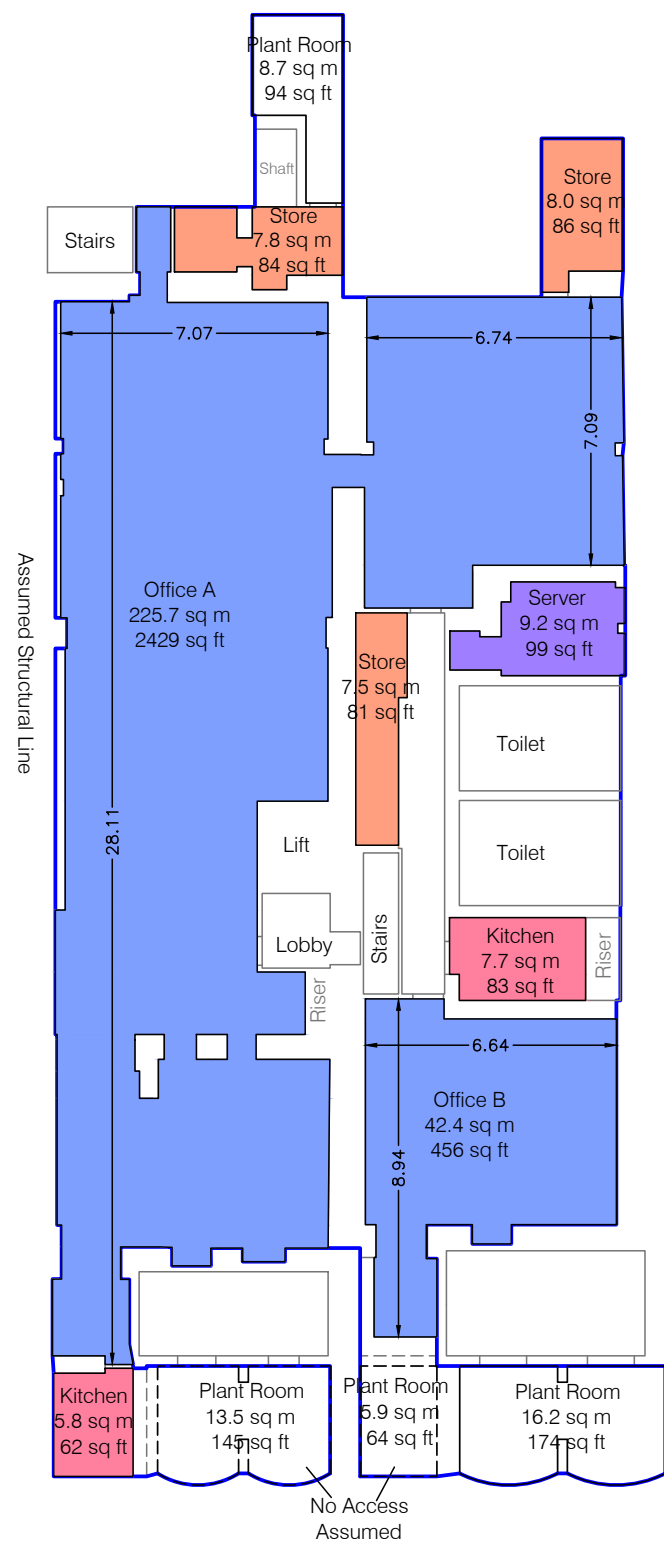 Plant Room
8.7 sq m
94 sq ft
Shaft
Store
8.0 sq m
86 sq ft
Stairs
Store
7.8 sq m
84 sq ft
7.07
6.74
7.09
Assumed Structural Line
Office A
225.7 sq m
2429 sq ft
Server
9.2 sq m
99 sq ft
Store
7.5 sq m
81 sq ft
Toilet
28.11
Lift
Toilet
Lobby
Stairs
Kitchen
7.7 sq m
83 sq ft
Riser
Riser
6.64
Office B
42.4 sq m
456 sq ft
8.94
Kitchen
5.8 sq m
62 sq ft
Plant Room
13.5 sq m
145 sq ft
Plant Room
5.9 sq m
64 sq ft
Plant Room
16.2 sq m
174 sq ft
No Access
Assumed